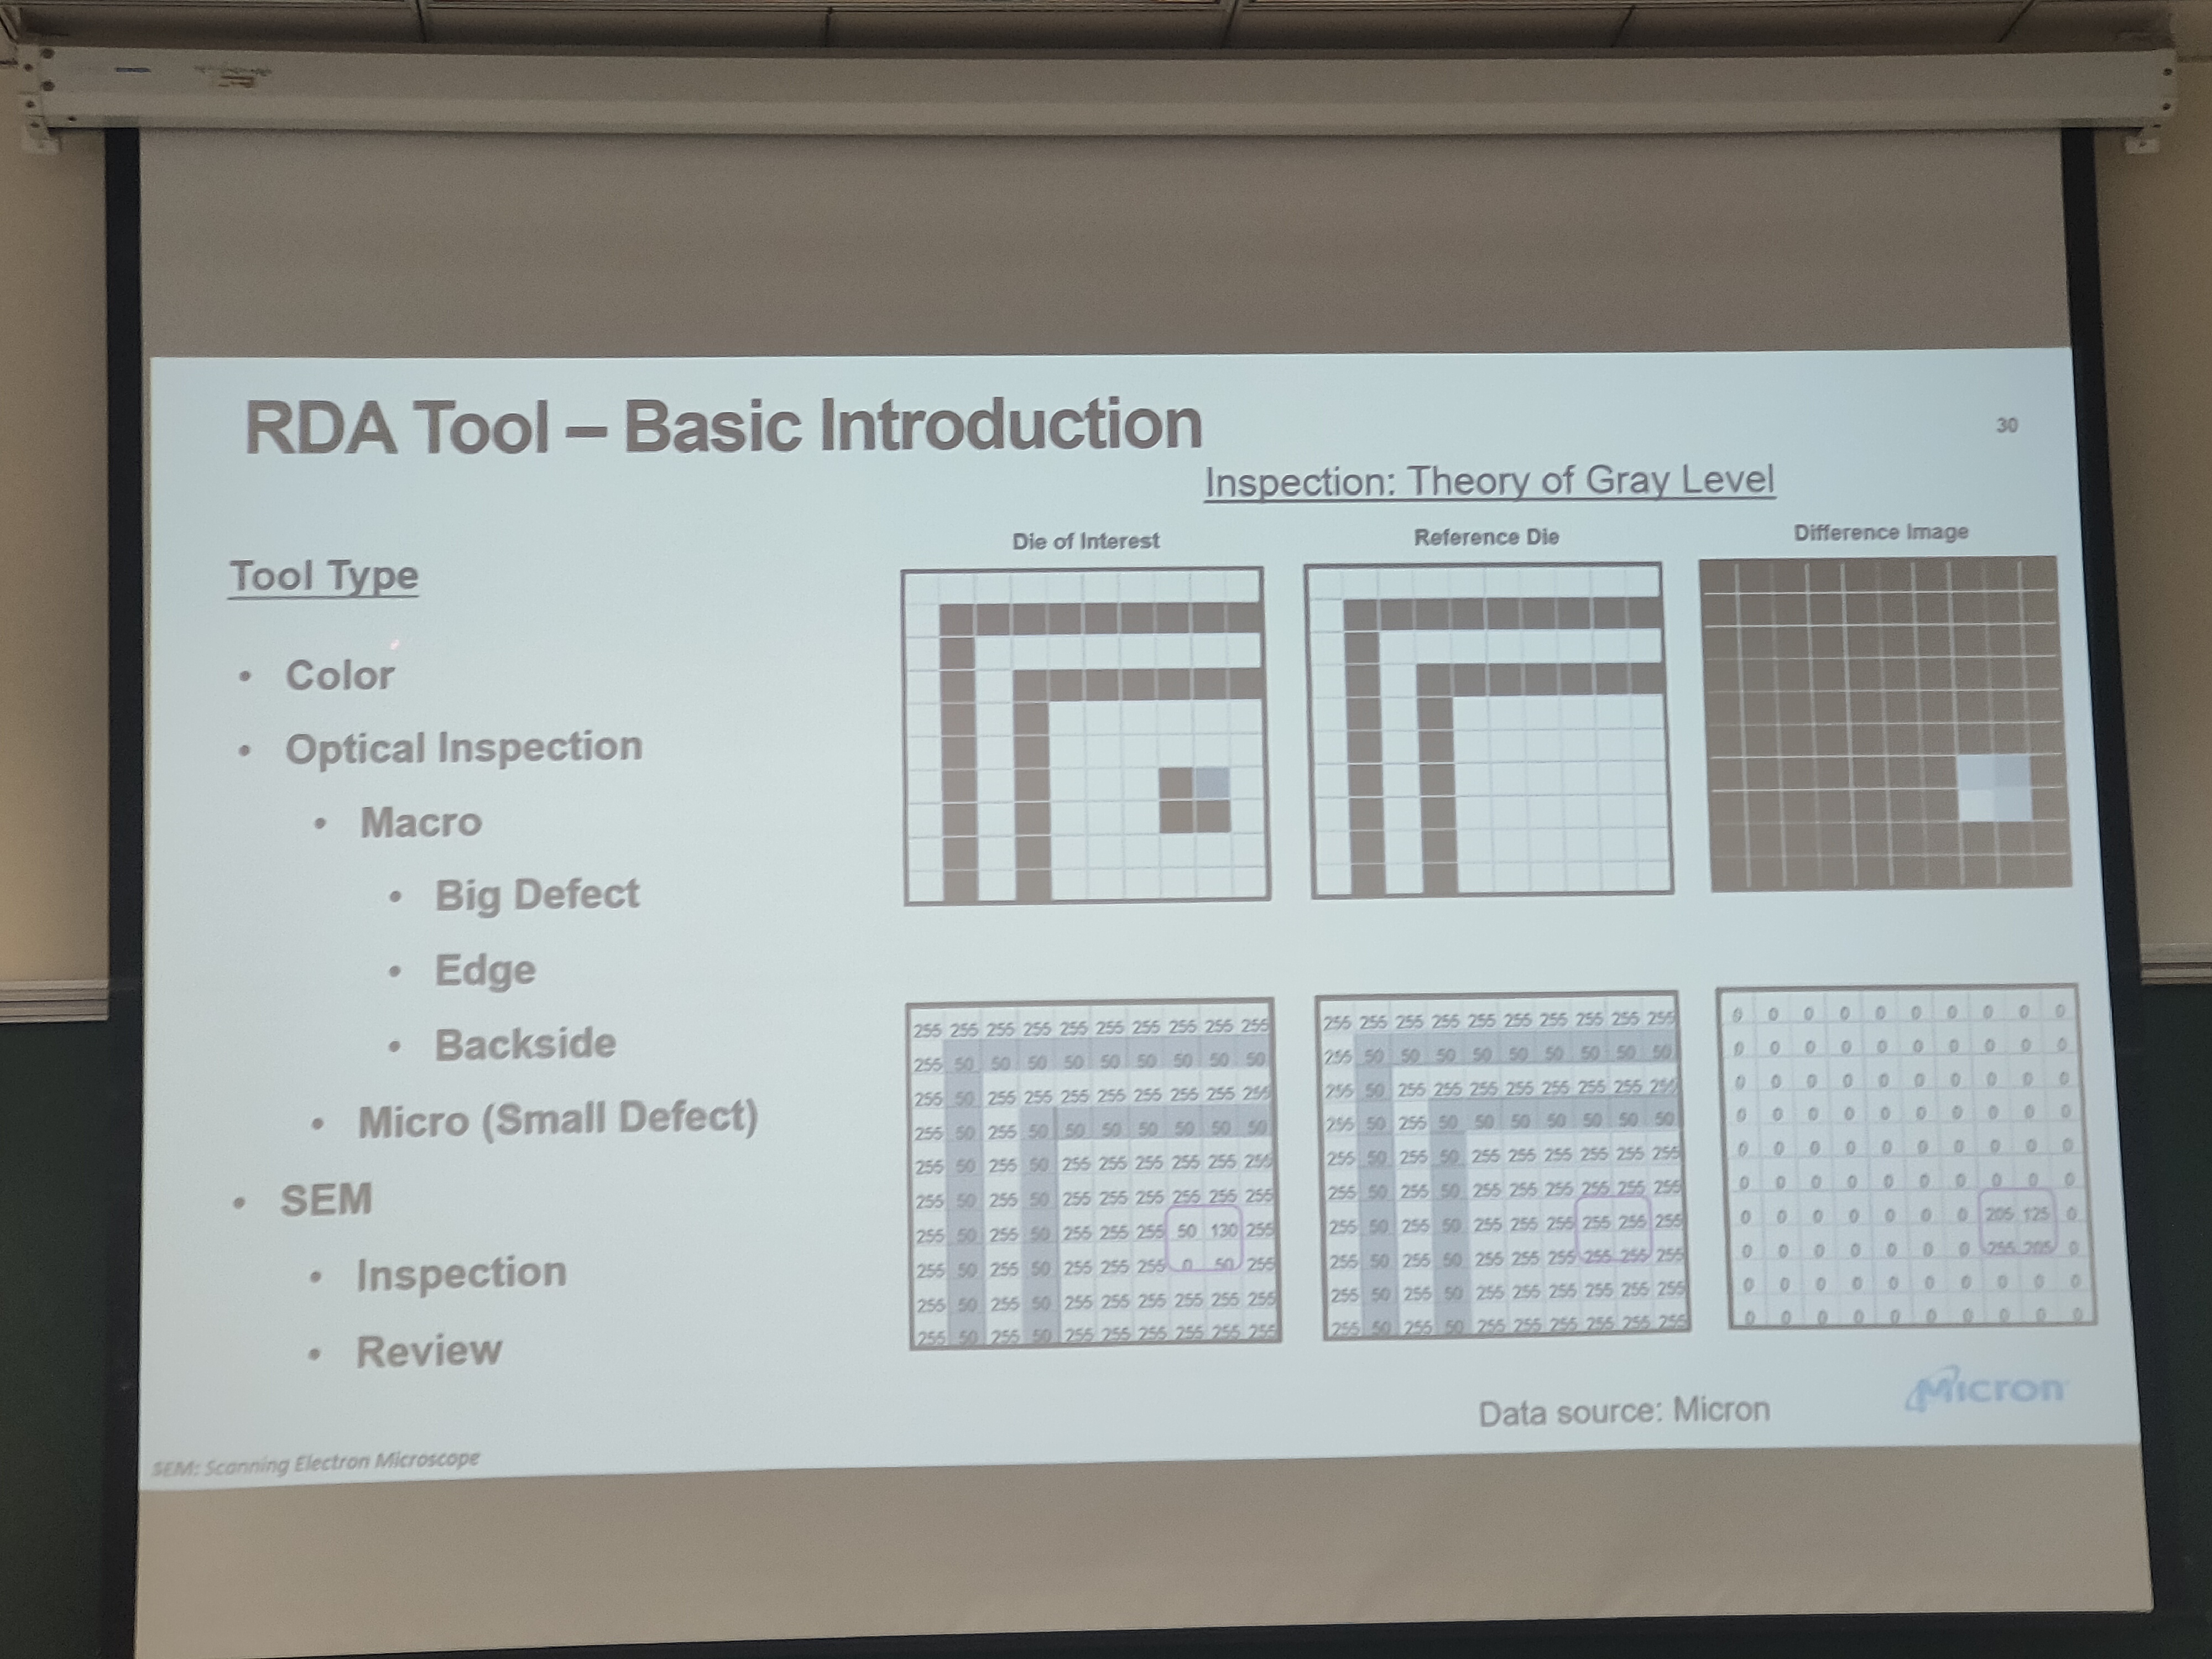 RDA Tool – Basic Introduction
30
Inspection: Theory of Gray Level
Tool Type
• Color
• Optical Inspection
• Macro
• Big Defect
• Edge
• Backside
• Micro (Small Defect)
• SEM
• Inspection
• Review
Die of Interest
Reference Die
Difference Image
255 255 255 255 255 255 255 255 255 255
255 50 50 50 50 50 50 50 50 50
255 50 255 255 255 255 255 255 255 255
255 50 255 50 50 50 50 50 50 50
255 50 255 50 255 255 255 255 255 255
255 50 255 50 255 255 255 255 255 255
255 50 255 50 255 255 255 50 130 255
255 50 255 50 255 255 255 0 50 255
255 50 255 50 255 255 255 255 255 255
255 50 255 50 255 255 255 255 255 255
255 255 255 255 255 255 255 255 255 255
255 50 50 50 50 50 50 50 50 50
255 50 255 255 255 255 255 255 255 255
255 50 255 50 50 50 50 50 50 50
255 50 255 50 255 255 255 255 255 255
255 50 255 50 255 255 255 255 255 255
255 50 255 50 255 255 255 255 255 255
255 50 255 50 255 255 255 255 255 255
255 50 255 50 255 255 255 255 255 255
255 50 255 50 255 255 255 255 255 255
0 0 0 0 0 0 0 0 0 0
0 0 0 0 0 0 0 0 0 0
0 0 0 0 0 0 0 0 0 0
0 0 0 0 0 0 0 0 0 0
0 0 0 0 0 0 0 0 0 0
0 0 0 0 0 0 0 0 0 0
0 0 0 0 0 0 0 205 125 0
0 0 0 0 0 0 0 255 205 0
0 0 0 0 0 0 0 0 0 0
0 0 0 0 0 0 0 0 0 0
Data source: Micron
Micron
SEM: Scanning Electron Microscope